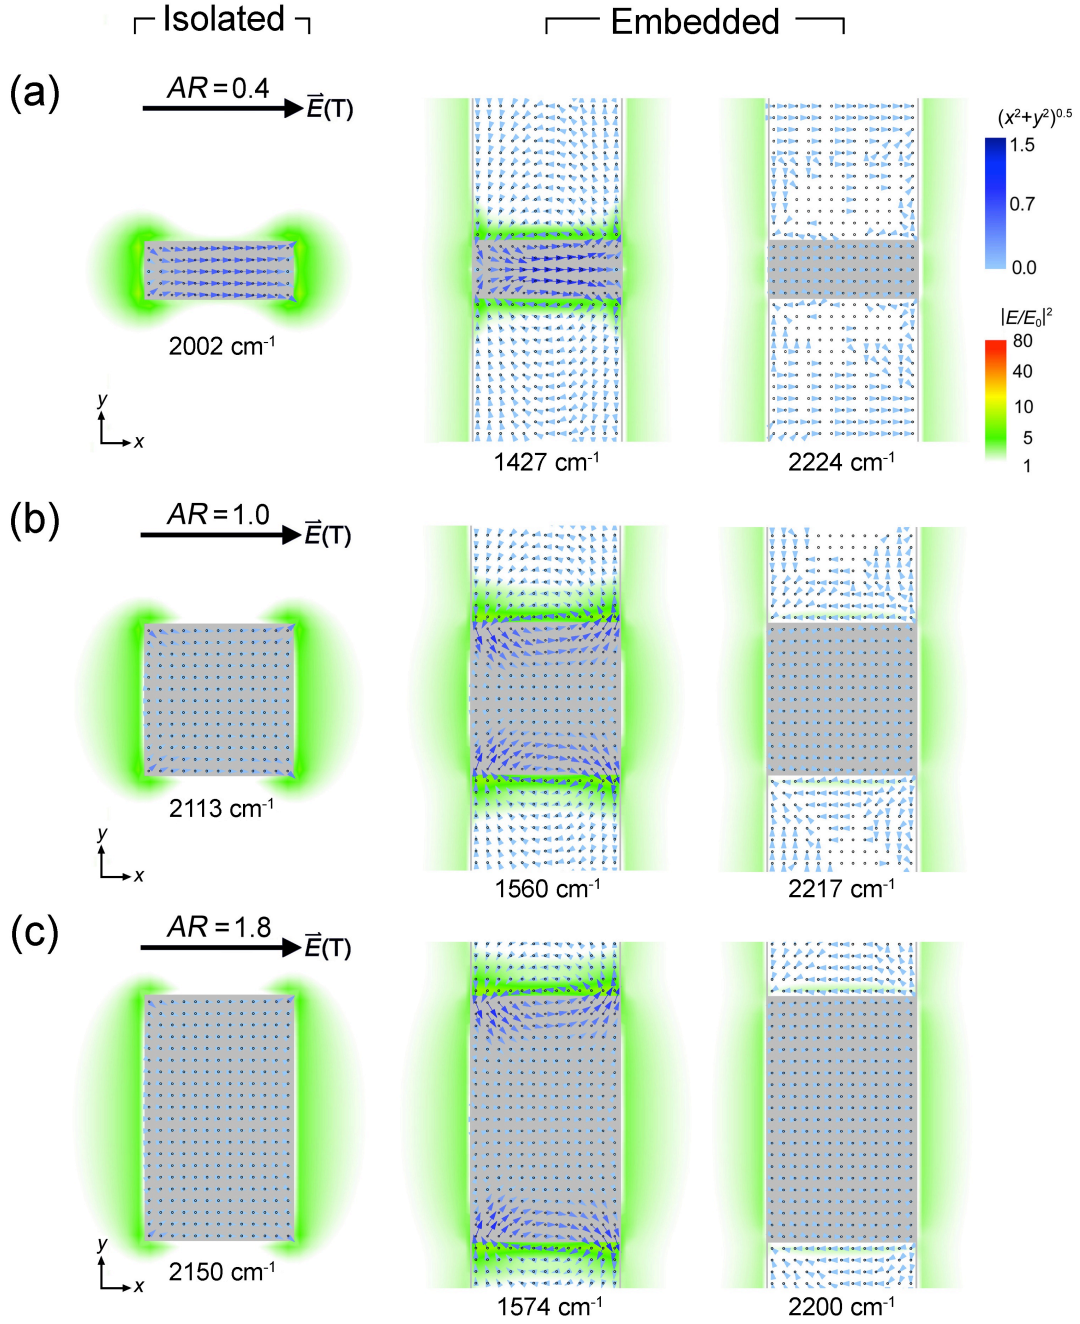 Isolated
Embedded
(a)
AR = 0.4
E(T)
(x²+y²)⁰·⁵
1.5
0.7
0.0
|E/E₀|²
80
40
10
5
1
2002 cm⁻¹
y
x
1427 cm⁻¹
2224 cm⁻¹
(b)
AR = 1.0
E(T)
2113 cm⁻¹
y
x
1560 cm⁻¹
2217 cm⁻¹
(c)
AR = 1.8
E(T)
2150 cm⁻¹
y
x
1574 cm⁻¹
2200 cm⁻¹